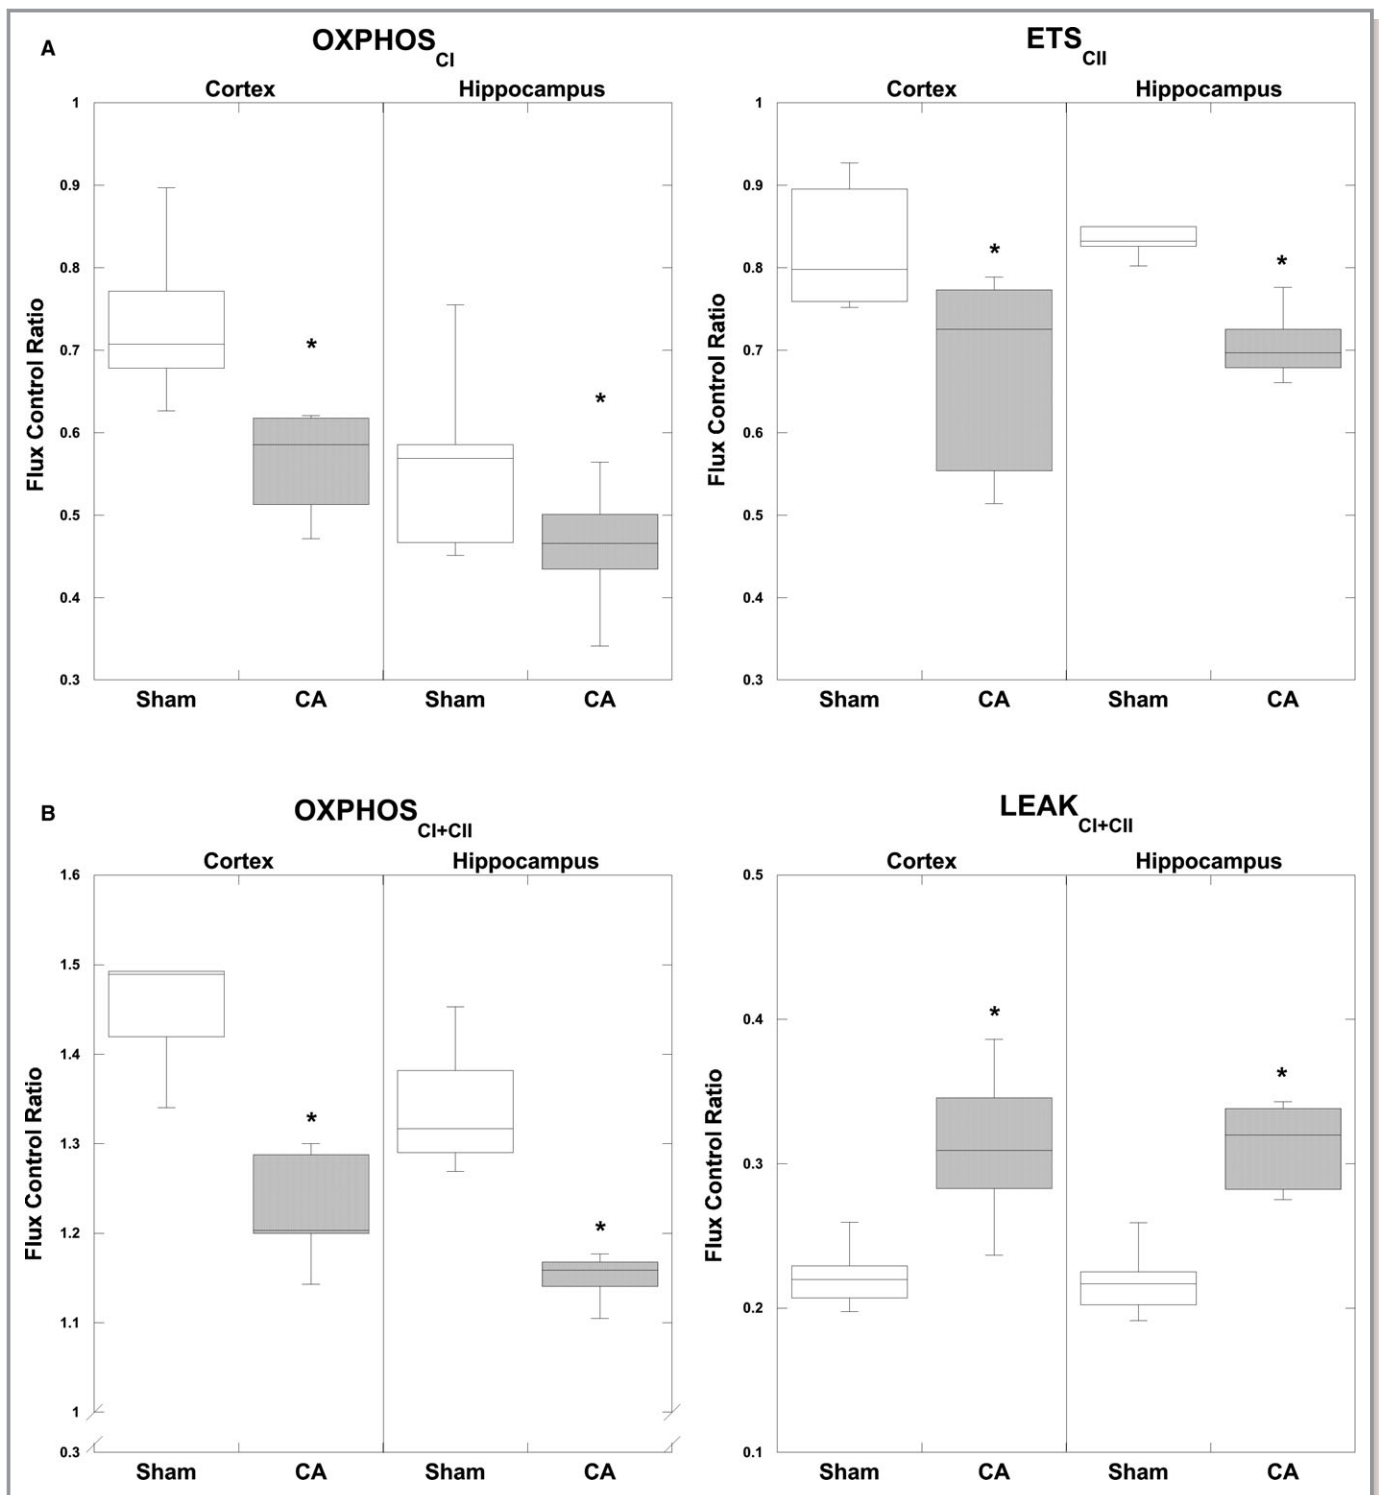 A
OXPHOS CI
ETS CII
Cortex Hippocampus
Cortex Hippocampus
Flux Control Ratio
1
0.9
0.8
0.7
0.6
0.5
0.4
0.3
*
*
Sham CA Sham CA
Flux Control Ratio
1
0.9
0.8
0.7
0.6
0.5
0.4
0.3
*
*
Sham CA Sham CA
B
OXPHOS CI+CII
LEAK CI+CII
Cortex Hippocampus
Cortex Hippocampus
Flux Control Ratio
1.6
1.5
1.4
1.3
1.2
1.1
1
0.3
*
*
Sham CA Sham CA
Flux Control Ratio
0.5
0.4
0.3
0.2
0.1
*
*
Sham CA Sham CA